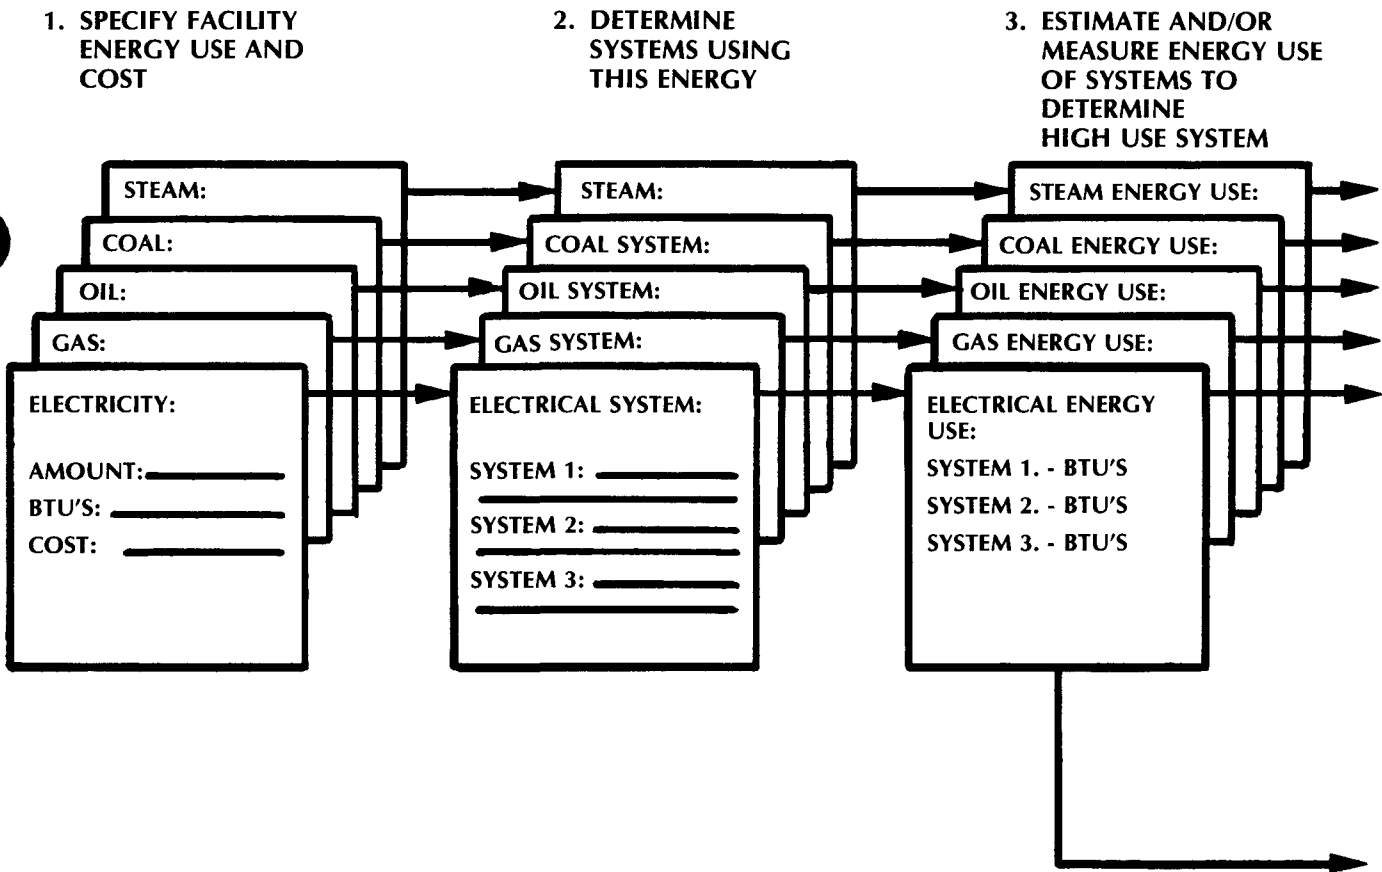 1. SPECIFY FACILITY
ENERGY USE AND
COST
2. DETERMINE
SYSTEMS USING
THIS ENERGY
3. ESTIMATE AND/OR
MEASURE ENERGY USE
OF SYSTEMS TO
DETERMINE
HIGH USE SYSTEM
STEAM:
COAL:
OIL:
GAS:
ELECTRICITY:
AMOUNT:
BTU'S:
COST:
STEAM:
COAL SYSTEM:
OIL SYSTEM:
GAS SYSTEM:
ELECTRICAL SYSTEM:
SYSTEM 1:
SYSTEM 2:
SYSTEM 3:
STEAM ENERGY USE:
COAL ENERGY USE:
OIL ENERGY USE:
GAS ENERGY USE:
ELECTRICAL ENERGY
USE:
SYSTEM 1. - BTU'S
SYSTEM 2. - BTU'S
SYSTEM 3. - BTU'S